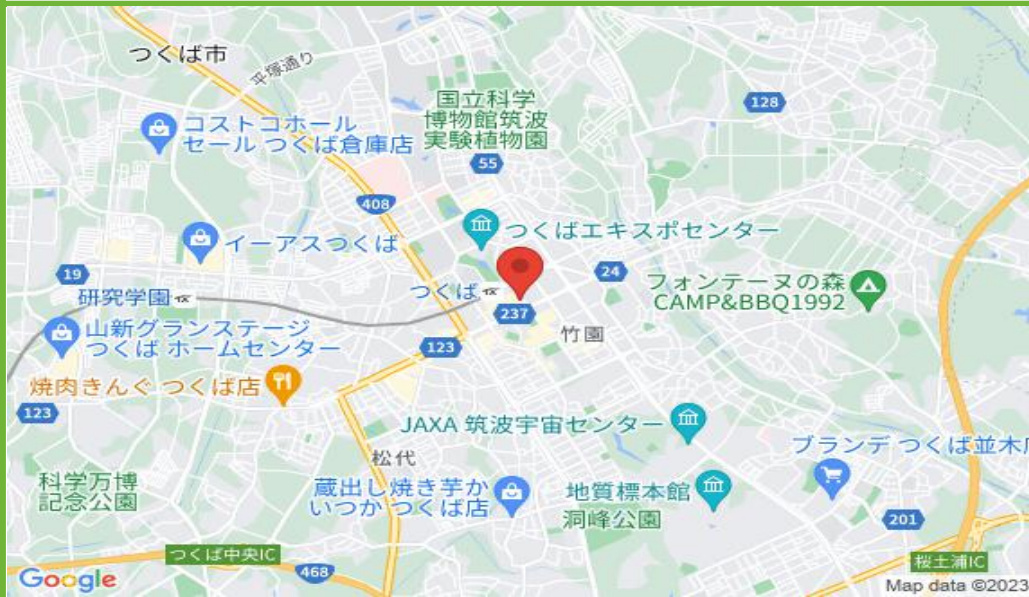 つくば市
平塚通り
国立科学
博物館筑波
実験植物園
128
コストコホール
セール つくば倉庫店
55
408
つくばエキスポセンター
イーアスつくば
19
24
研究学園
つくば
フォンテーヌの森
CAMP&BBQ1992
237
山新グランステージ
つくば ホームセンター
123
竹園
焼肉きんぐ つくば店
123
JAXA 筑波宇宙センター
ブランデ つくば並木
松代
科学万博
記念公園
蔵出し焼き芋か
いつか つくば店
地質標本館
洞峰公園
201
つくば中央IC
468
桜土浦IC
Google
Map data ©2023